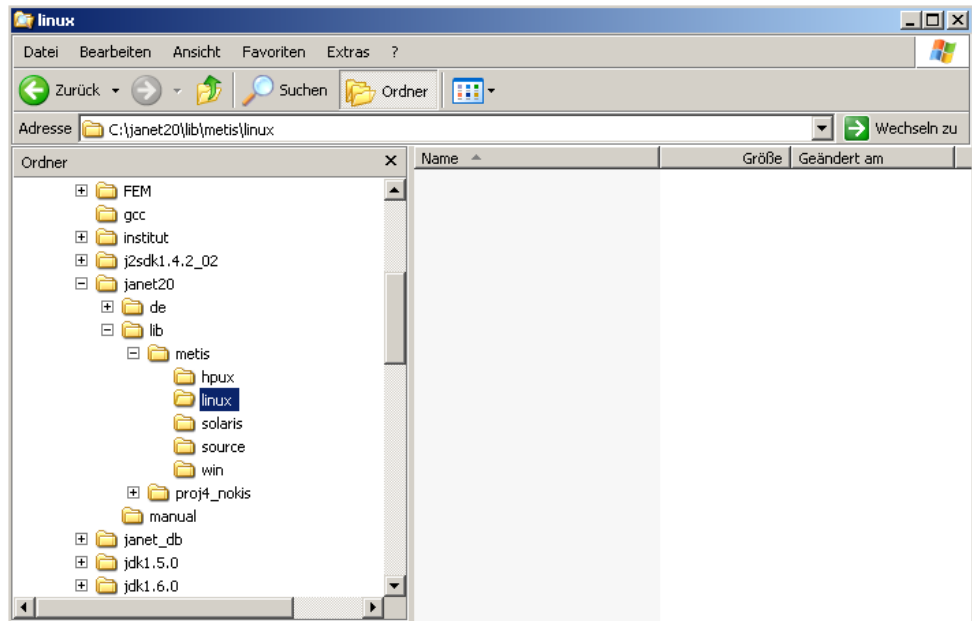 linux
Datei Bearbeiten Ansicht Favoriten Extras ?
Zurück Suchen Ordner
Adresse C:\janet20\lib\metis\linux Wechseln zu
Ordner x Name Größe Geändert am
FEM
gcc
institut
j2sdk1.4.2_02
janet20
de
lib
metis
hpux
linux
solaris
source
win
proj4_nokis
manual
janet_db
jdk1.5.0
jdk1.6.0